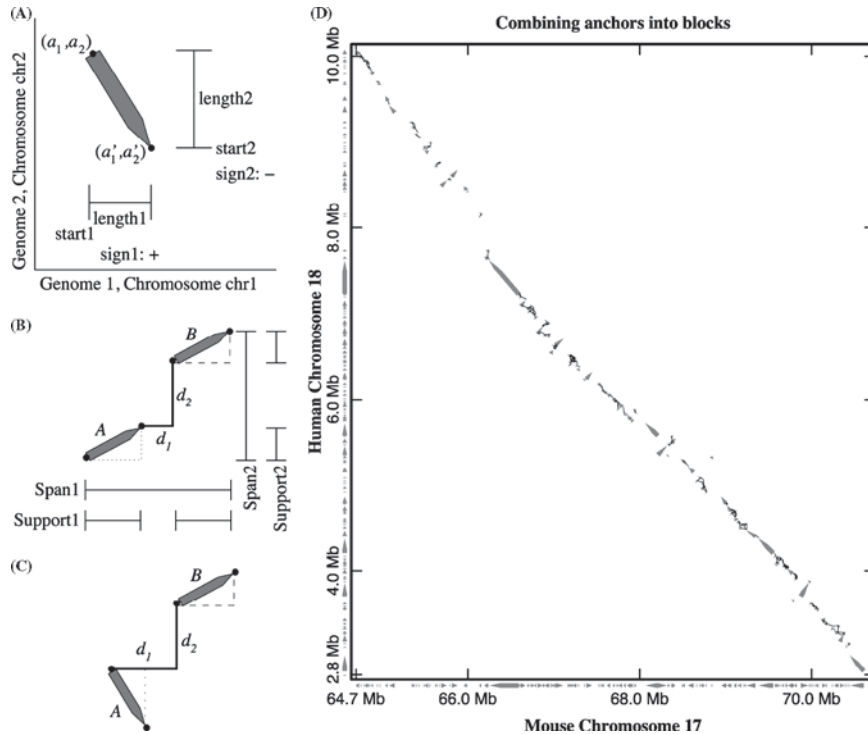 (A)
(a₁,a₂)
length2
(a'₁,a'₂)
start2
sign2: −
length1
start1
sign1: +
Genome 2, Chromosome chr2
Genome 1, Chromosome chr1
(B)
B
d₂
A
d₁
Span2
Support2
Span1
Support1
(C)
B
d₁
d₂
A
(D)
Combining anchors into blocks
10.0 Mb
8.0 Mb
6.0 Mb
4.0 Mb
2.8 Mb
Human Chromosome 18
64.7 Mb 66.0 Mb 68.0 Mb 70.0 Mb
Mouse Chromosome 17